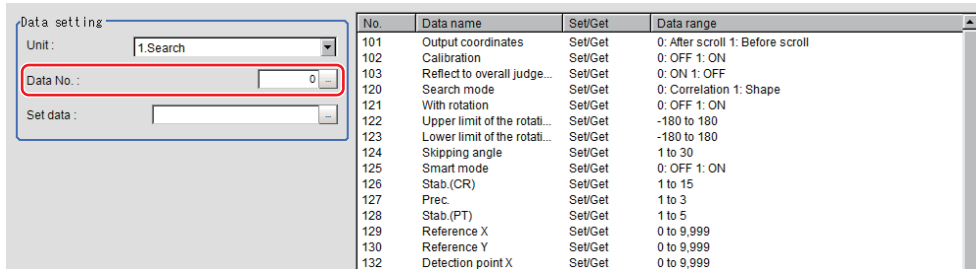 Data setting
Unit :
1.Search
Data No. :
0 ...
Set data :
...
No. Data name Set/Get Data range
101 Output coordinates Set/Get 0: After scroll 1: Before scroll
102 Calibration Set/Get 0: OFF 1: ON
103 Reflect to overall judge... Set/Get 0: ON 1: OFF
120 Search mode Set/Get 0: Correlation 1: Shape
121 With rotation Set/Get 0: OFF 1: ON
122 Upper limit of the rotati... Set/Get -180 to 180
123 Lower limit of the rotati... Set/Get -180 to 180
124 Skipping angle Set/Get 1 to 30
125 Smart mode Set/Get 0: OFF 1: ON
126 Stab.(CR) Set/Get 1 to 15
127 Prec. Set/Get 1 to 3
128 Stab.(PT) Set/Get 1 to 5
129 Reference X Set/Get 0 to 9,999
130 Reference Y Set/Get 0 to 9,999
132 Detection point X Set/Get 0 to 9,999